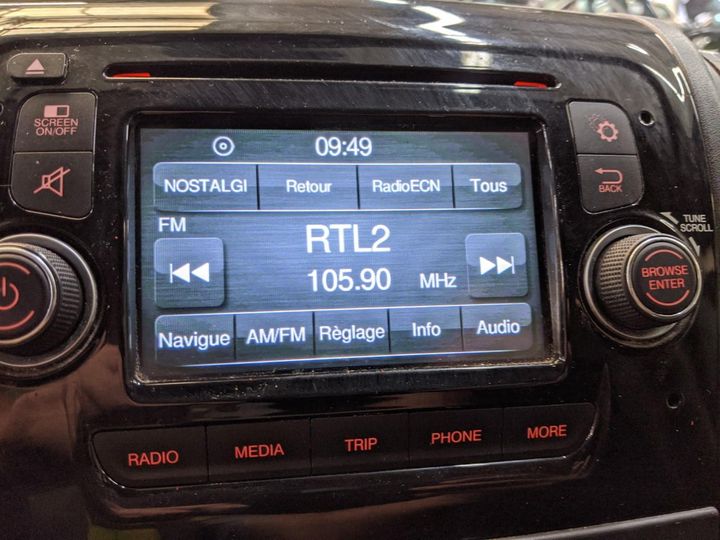 09:49
SCREEN ON/OFF
NOSTALGI Retour RadioECN Tous
BACK
FM
RTL2
105.90 MHz
TUNE SCROLL
BROWSE ENTER
Navigue AM/FM Règlage Info Audio
RADIO MEDIA TRIP PHONE MORE